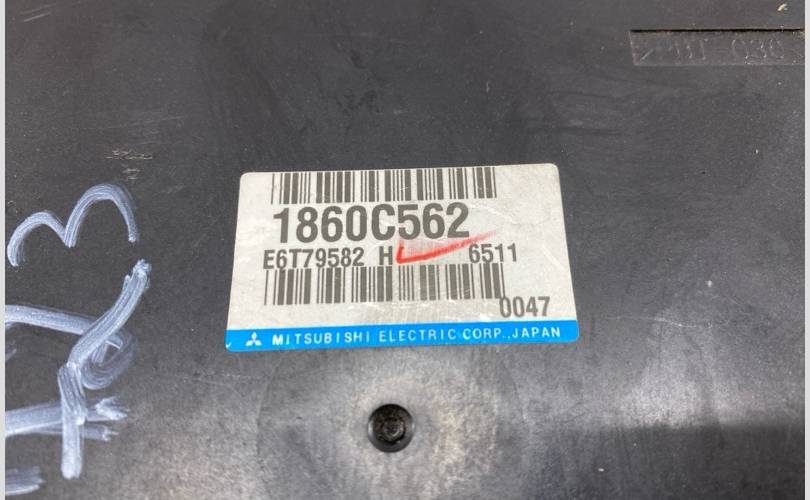 1860C562
E6T79582 H 6511
0047
MITSUBISHI ELECTRIC CORP.,JAPAN